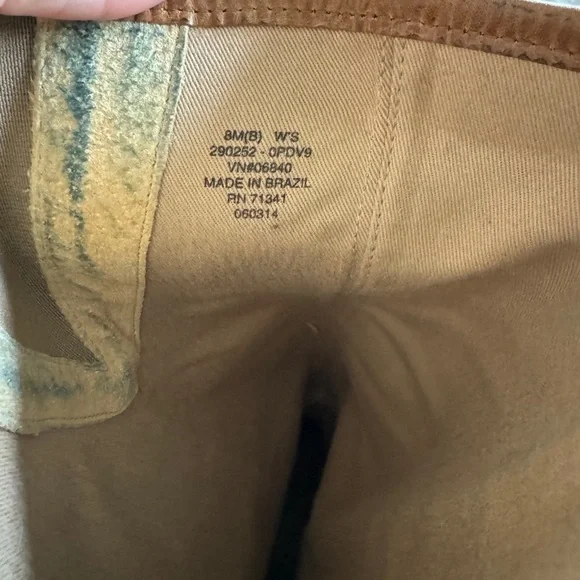 8M(B) W'S
290252 - 0PDV9
VN#06840
MADE IN BRAZIL
RN 71341
060314